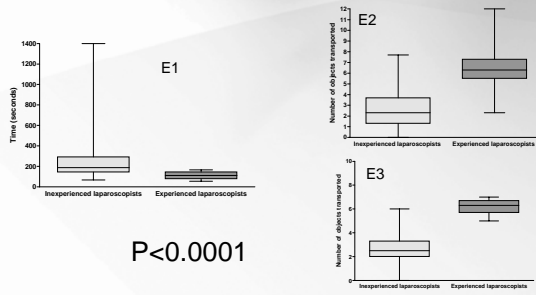 E1
Time (seconds)
1400
1200
1000
800
600
400
200
0
Inexperienced laparoscopists Experienced laparoscopists
P<0.0001
E2
Number of objects transported
12
11
10
9
8
7
6
5
4
3
2
1
0
Inexperienced laparoscopists Experienced laparoscopists
E3
Number of objects transported
10
8
6
4
2
0
Inexperienced laparoscopists Experienced laparoscopists